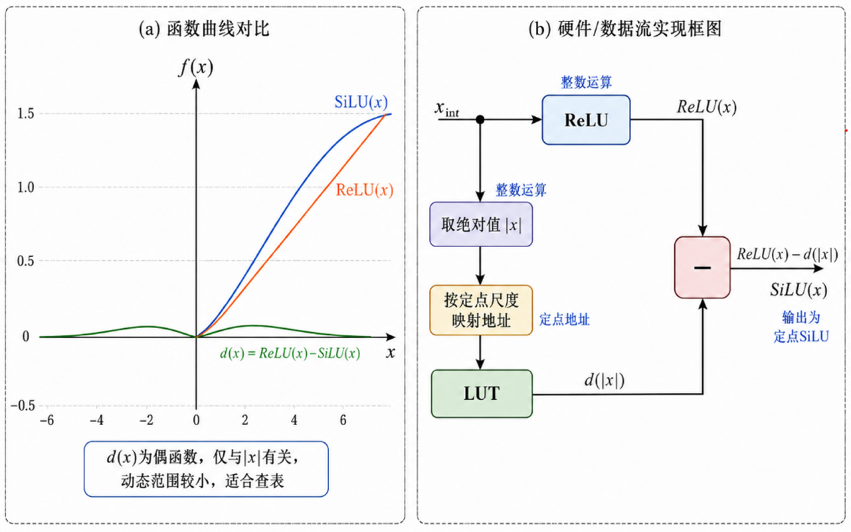 (a) 函数曲线对比
f(x)
SiLU(x)
1.5
ReLU(x)
1.0
0.5
0
d(x) = ReLU(x) – SiLU(x)
x
−0.5
−6 −4 −2 0 2 4 6
d(x)为偶函数，仅与|x|有关，
动态范围较小，适合查表
(b) 硬件/数据流实现框图
整数运算
x_int
ReLU
ReLU(x)
整数运算
取绝对值 |x|
−
ReLU(x) – d(|x|)
SiLU(x)
输出为
定点SiLU
按定点尺度
映射地址
定点地址
LUT
d(|x|)